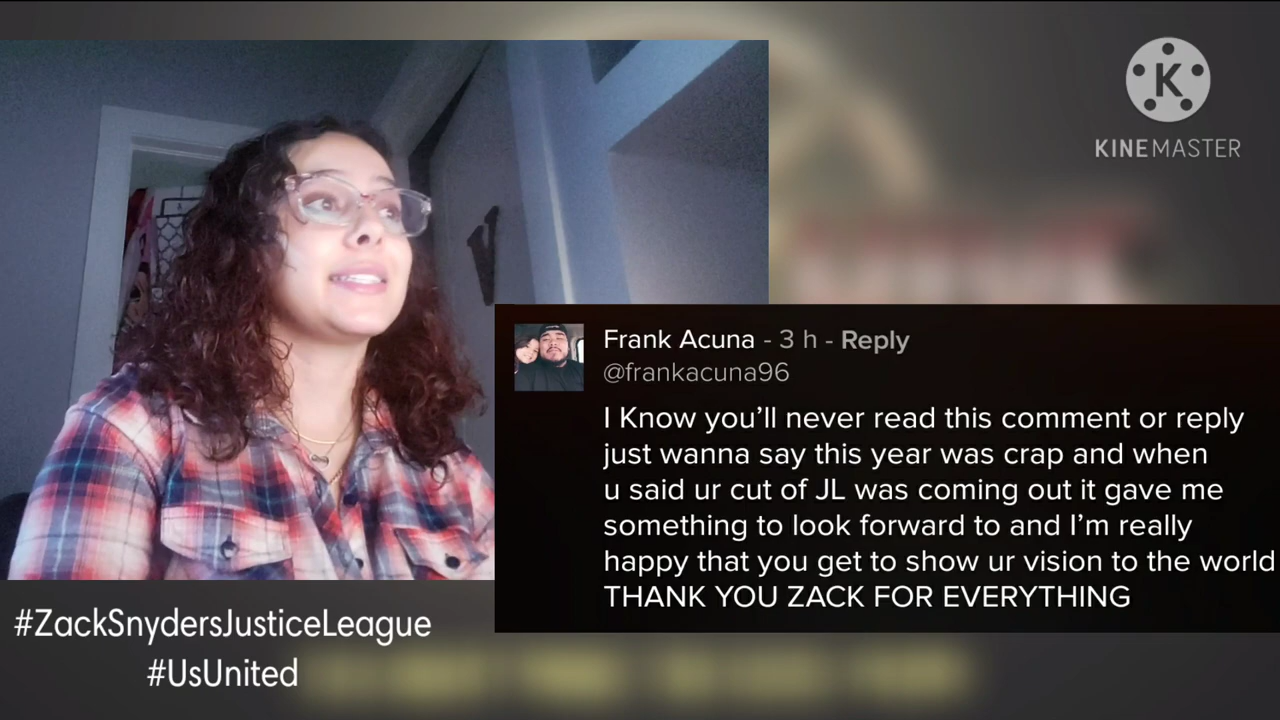 KINEMASTER
Frank Acuna - 3 h - Reply
@frankacuna96
I Know you'll never read this comment or reply
just wanna say this year was crap and when
u said ur cut of JL was coming out it gave me
something to look forward to and I'm really
happy that you get to show ur vision to the world
THANK YOU ZACK FOR EVERYTHING
#ZackSnydersJusticeLeague
#UsUnited